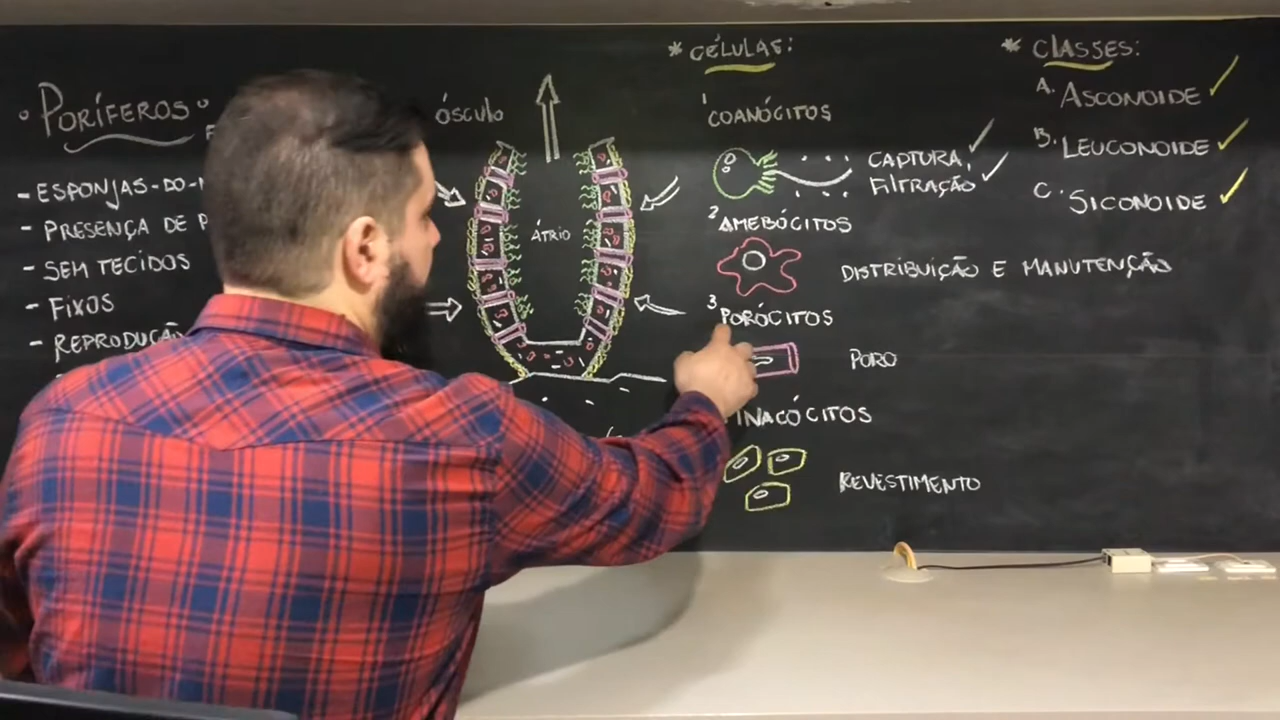 ° PORÍFEROS °
- ESPONJAS-DO-
- PRESENÇA DE
- SEM TECIDOS
- FIXOS
- REPRODUÇÃO
ÓSCULO
ÁTRIO
* CÉLULAS:
1 COANÓCITOS
CAPTURA,
FILTRAÇÃO
2 AMEBÓCITOS
DISTRIBUIÇÃO E MANUTENÇÃO
3 PORÓCITOS
PORO
INACÓCITOS
REVESTIMENTO
* CLASSES:
A. ASCONOIDE
B. LEUCONOIDE
C. SICONOIDE